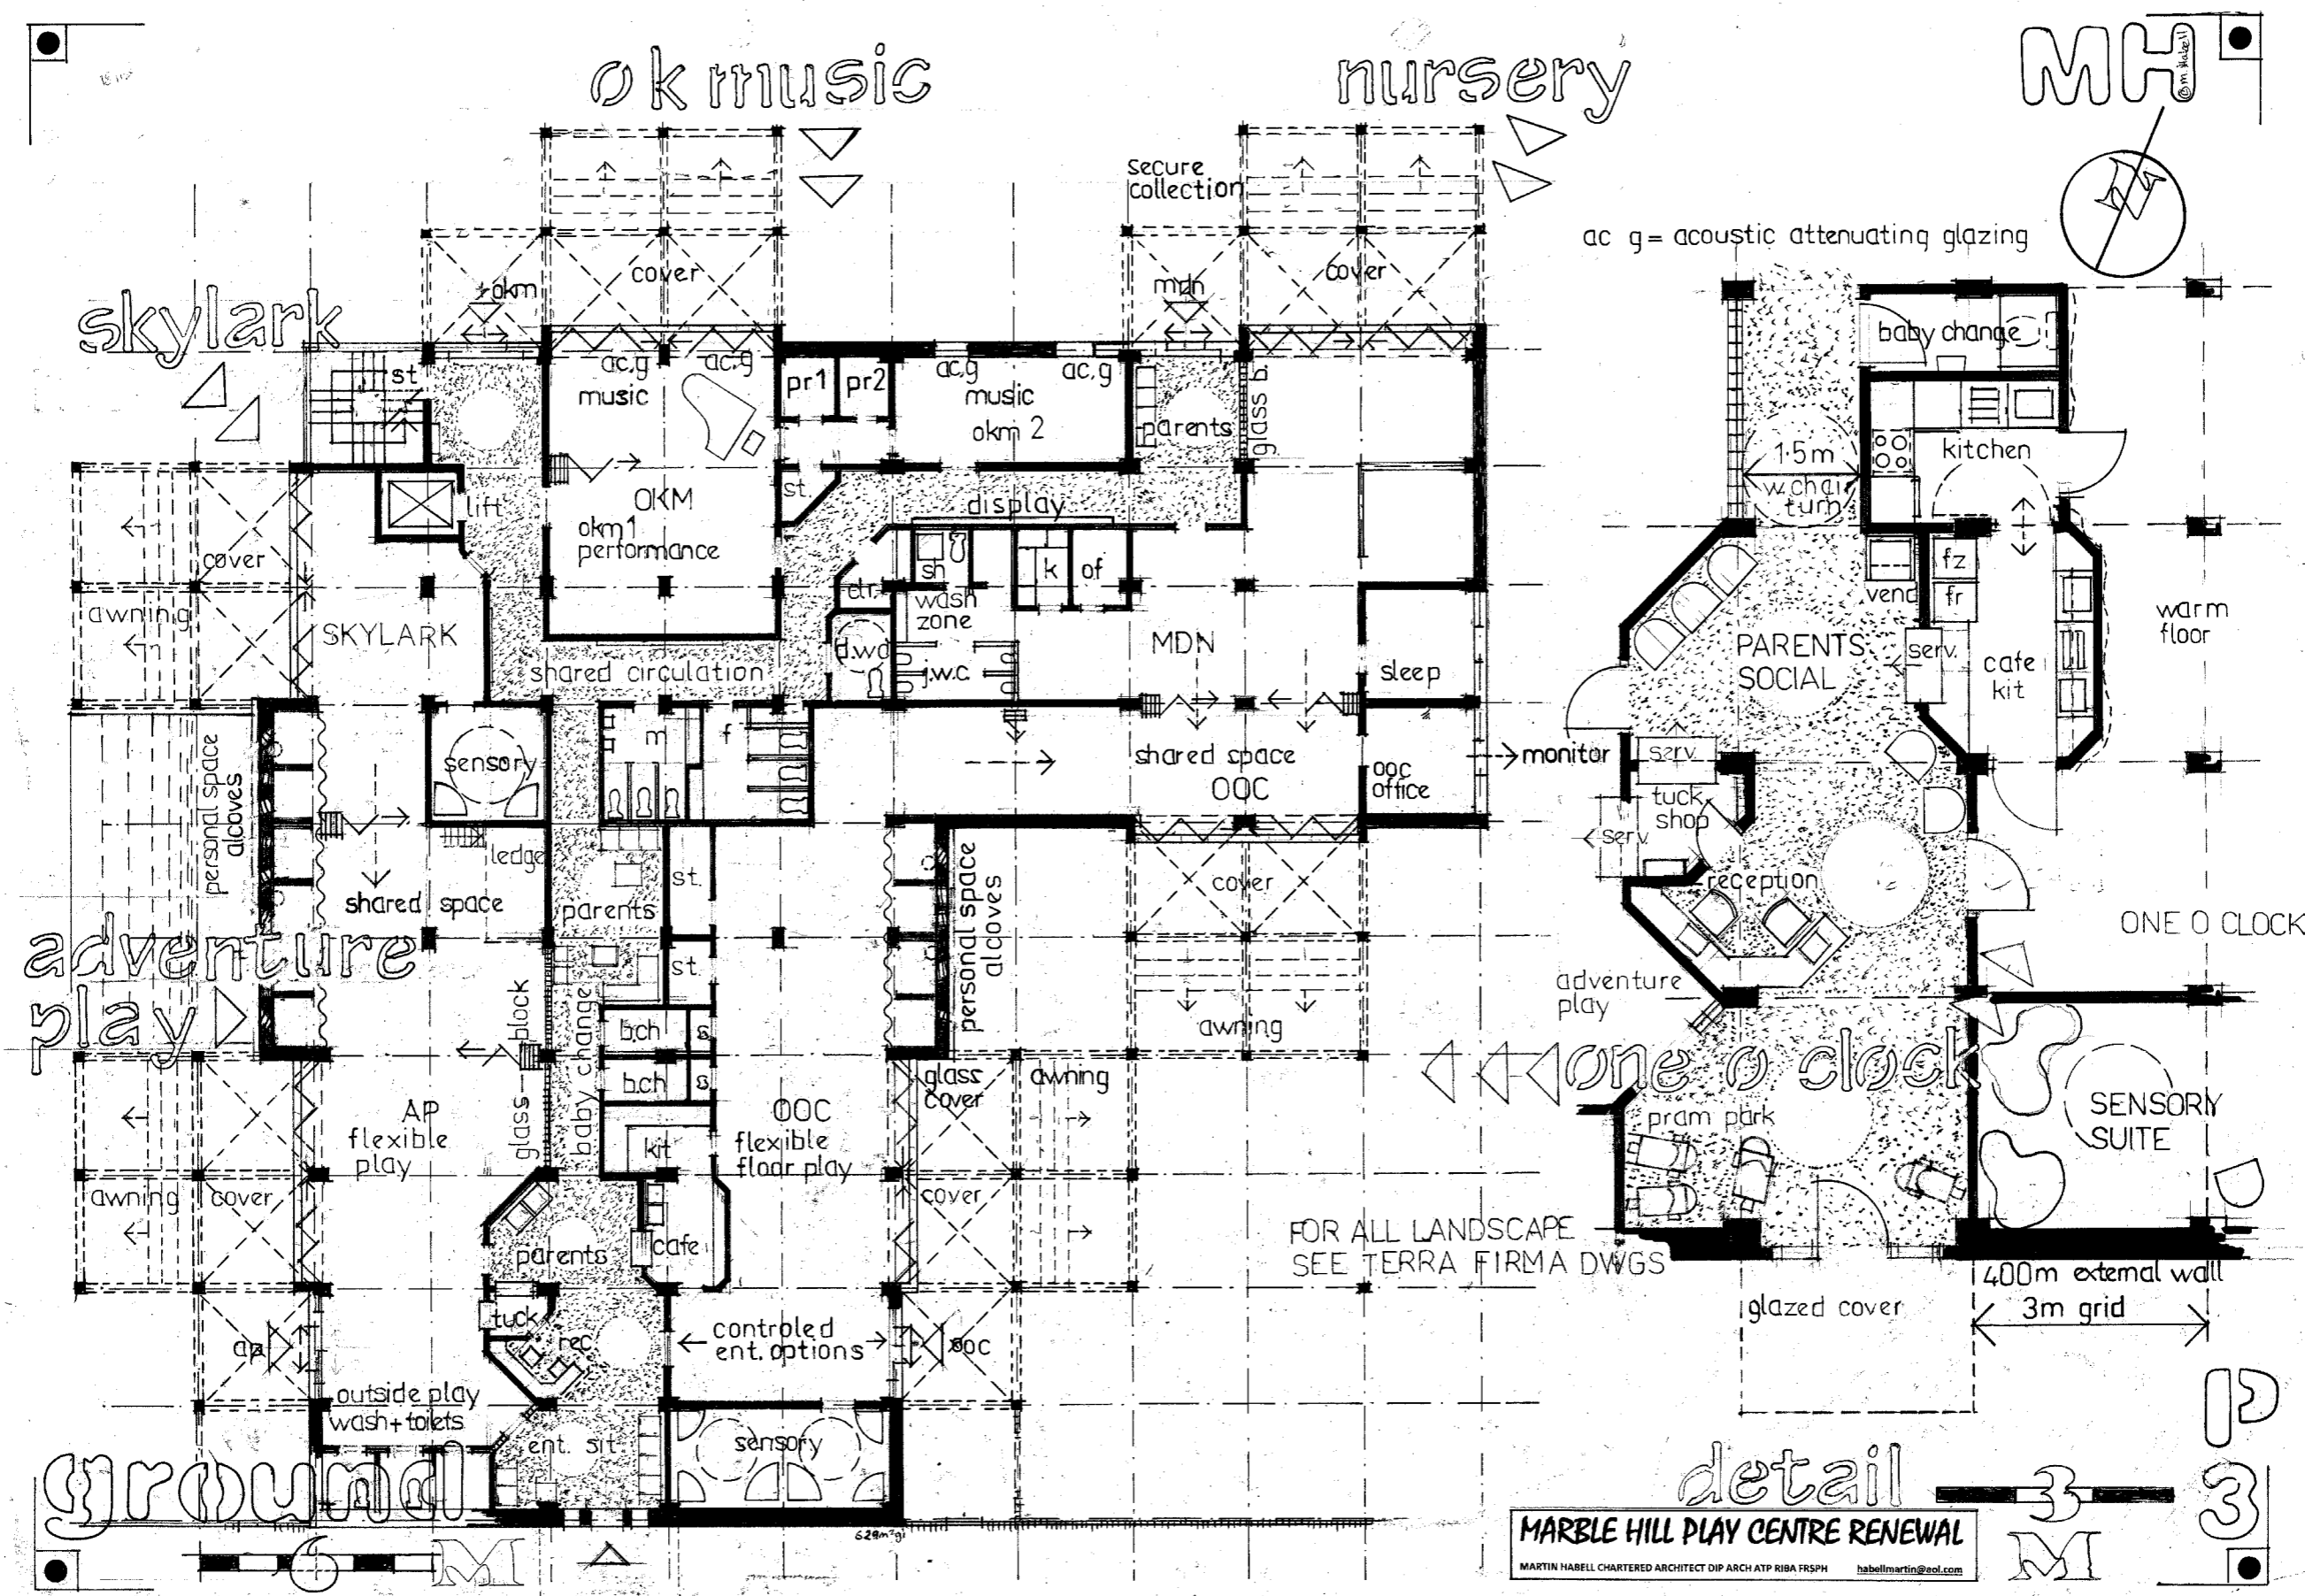 ok music
nursery
MH
© m. Habell
secure
collection
ac g = acoustic attenuating glazing
skylark
okm
cover
mdn
cover
baby change
st
ac.g
ac.g
music
pr1
pr2
ac.g
ac.g
music
okm 2
parents
glass b.
kitchen
1·5m
w.chair
turn
lift
OKM
okm1
performance
st.
display
cover
awning
SKYLARK
sh
k
of
clr.
wash
zone
d.wc
j.w.c.
MDN
sleep
shared circulation
vend
fz
fr
PARENTS
SOCIAL
serv.
cafe
kit
warm
floor
personal space
alcoves
sensory
m
f
shared space
OOC
OOC
office
monitor
serv.
tuck
shop
serv.
ledge
shared space
parents
st.
st.
personal space
alcoves
cover
awning
reception
adventure
play
ONE O CLOCK
adventure
play
glass block
baby change
b.ch
s
b.ch
s
kit
AP
flexible
play
OOC
flexible
floor play
glass
cover
awning
one o clock
pram park
SENSORY
SUITE
awning
cover
parents
cafe
cover
FOR ALL LANDSCAPE
SEE TERRA FIRMA DWGS
400m external wall
3m grid
glazed cover
tuck
rec
controled
ent. options
ap
ooc
outside play
wash+toilets
ent. sit.
sensory
ground
detail
6 M
628m²gi
3
M
P
3
MARBLE HILL PLAY CENTRE RENEWAL
MARTIN HABELL CHARTERED ARCHITECT DIP ARCH ATP RIBA FRSPH habellmartin@aol.com